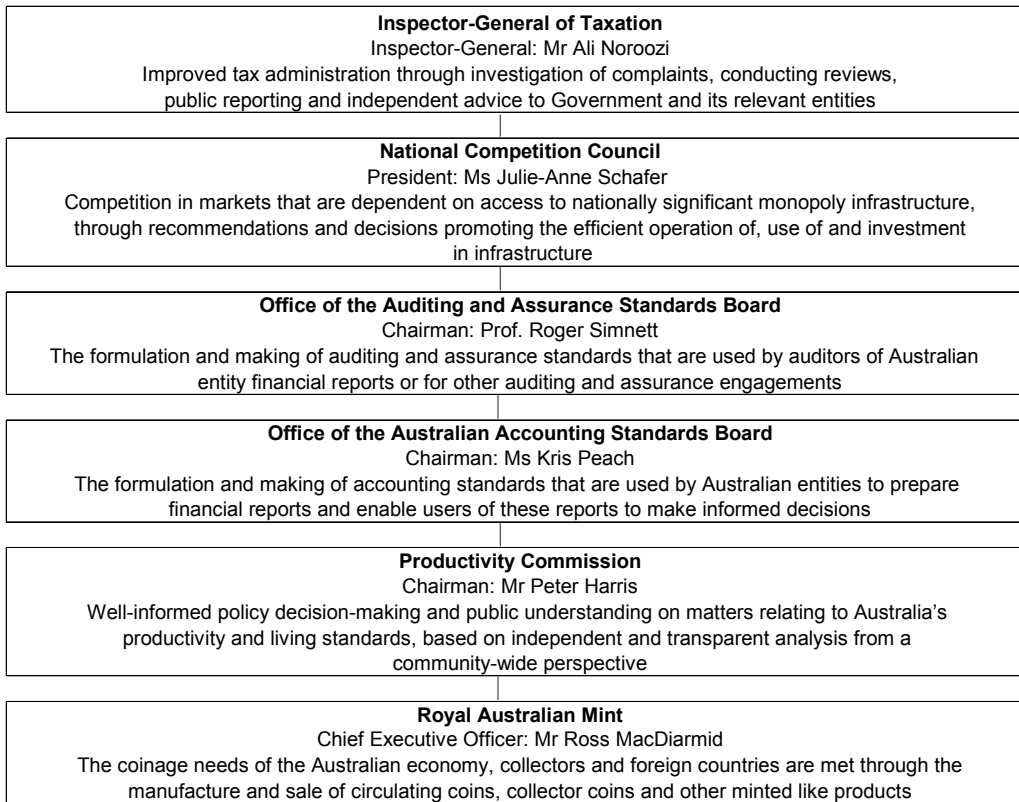 Inspector-General of Taxation
Inspector-General: Mr Ali Noroozi
Improved tax administration through investigation of complaints, conducting reviews,
public reporting and independent advice to Government and its relevant entities
National Competition Council
President: Ms Julie-Anne Schafer
Competition in markets that are dependent on access to nationally significant monopoly infrastructure,
through recommendations and decisions promoting the efficient operation of, use of and investment
in infrastructure
Office of the Auditing and Assurance Standards Board
Chairman: Prof. Roger Simnett
The formulation and making of auditing and assurance standards that are used by auditors of Australian
entity financial reports or for other auditing and assurance engagements
Office of the Australian Accounting Standards Board
Chairman: Ms Kris Peach
The formulation and making of accounting standards that are used by Australian entities to prepare
financial reports and enable users of these reports to make informed decisions
Productivity Commission
Chairman: Mr Peter Harris
Well-informed policy decision-making and public understanding on matters relating to Australia’s
productivity and living standards, based on independent and transparent analysis from a
community-wide perspective
Royal Australian Mint
Chief Executive Officer: Mr Ross MacDiarmid
The coinage needs of the Australian economy, collectors and foreign countries are met through the
manufacture and sale of circulating coins, collector coins and other minted like products